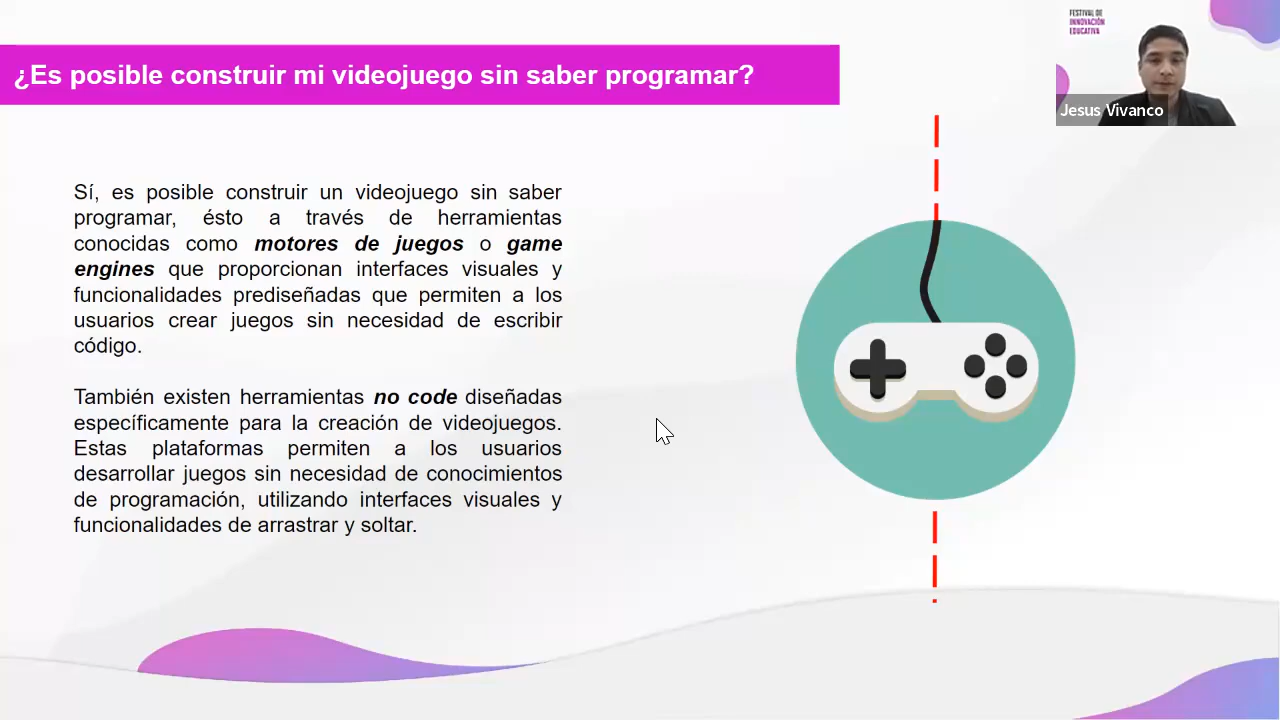 ¿Es posible construir mi videojuego sin saber programar?
FESTIVAL DE
INNOVACIÓN
EDUCATIVA
Jesus Vivanco
Sí, es posible construir un videojuego sin saber
programar, ésto a través de herramientas
conocidas como motores de juegos o game
engines que proporcionan interfaces visuales y
funcionalidades prediseñadas que permiten a los
usuarios crear juegos sin necesidad de escribir
código.
También existen herramientas no code diseñadas
específicamente para la creación de videojuegos.
Estas plataformas permiten a los usuarios
desarrollar juegos sin necesidad de conocimientos
de programación, utilizando interfaces visuales y
funcionalidades de arrastrar y soltar.